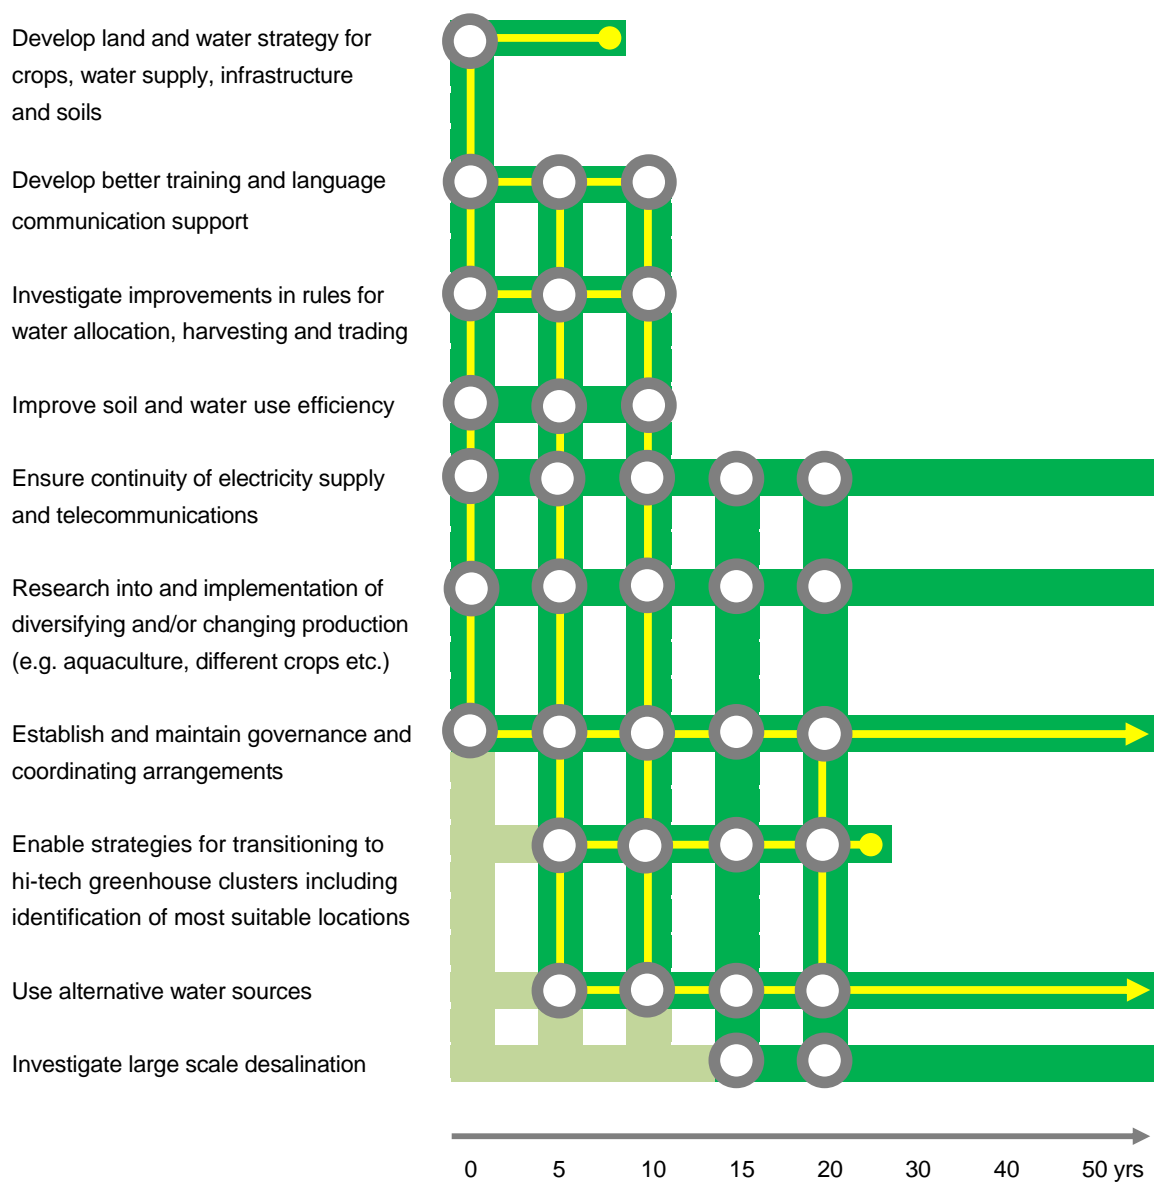 Develop land and water strategy for
crops, water supply, infrastructure
and soils
Develop better training and language
communication support
Investigate improvements in rules for
water allocation, harvesting and trading
Improve soil and water use efficiency
Ensure continuity of electricity supply
and telecommunications
Research into and implementation of
diversifying and/or changing production
(e.g. aquaculture, different crops etc.)
Establish and maintain governance and
coordinating arrangements
Enable strategies for transitioning to
hi-tech greenhouse clusters including
identification of most suitable locations
Use alternative water sources
Investigate large scale desalination
0 5 10 15 20 30 40 50 yrs